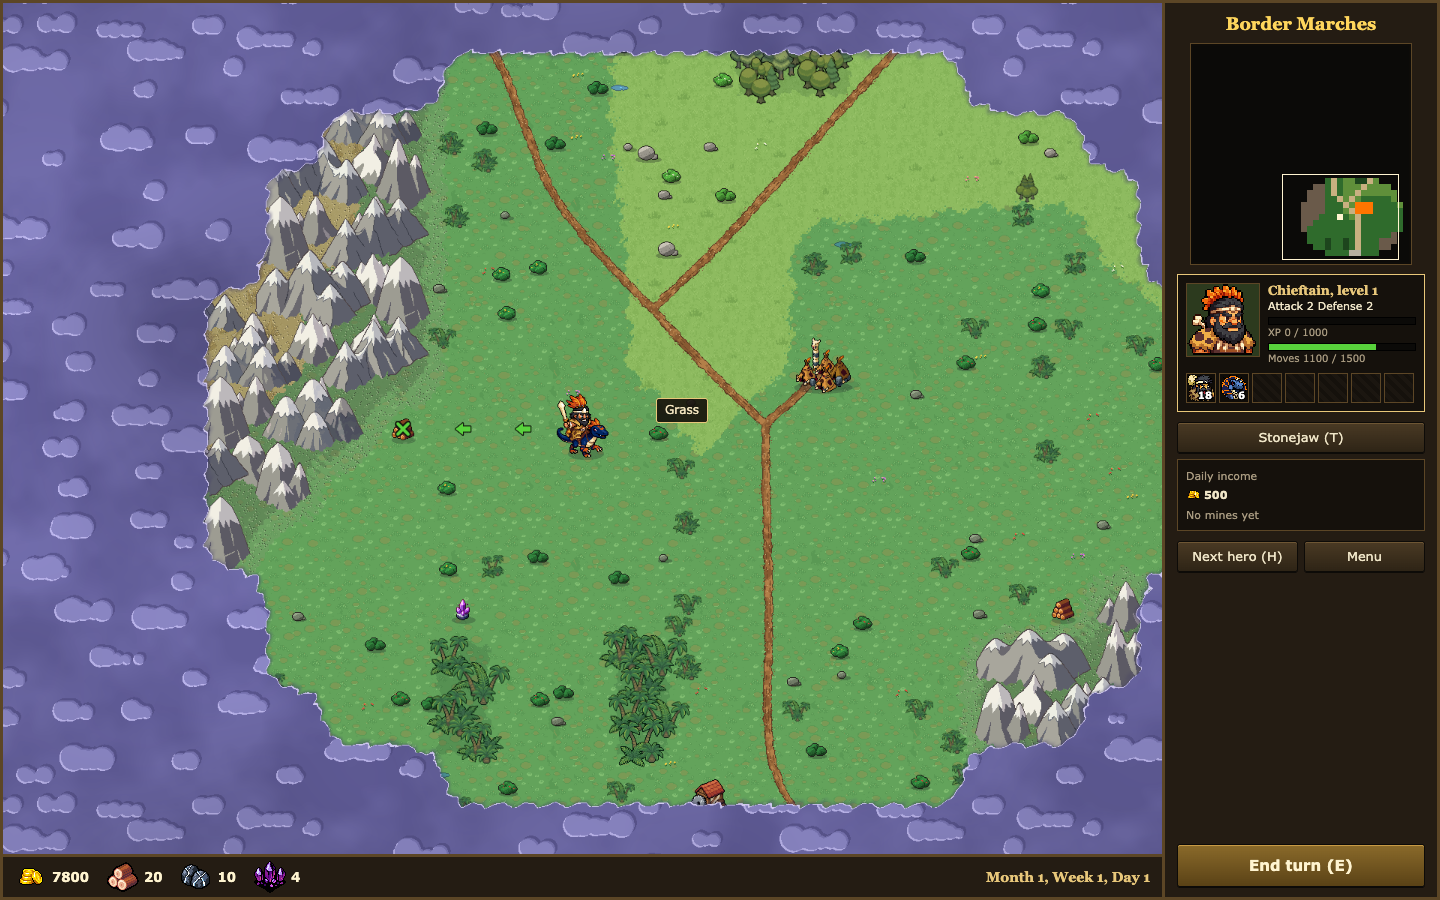 Border Marches
Chieftain, level 1
Attack 2 Defense 2
XP 0 / 1000
Moves 1100 / 1500
18
6
Grass
Stonejaw (T)
Daily income
500
No mines yet
Next hero (H)
Menu
End turn (E)
7800
20
10
4
Month 1, Week 1, Day 1